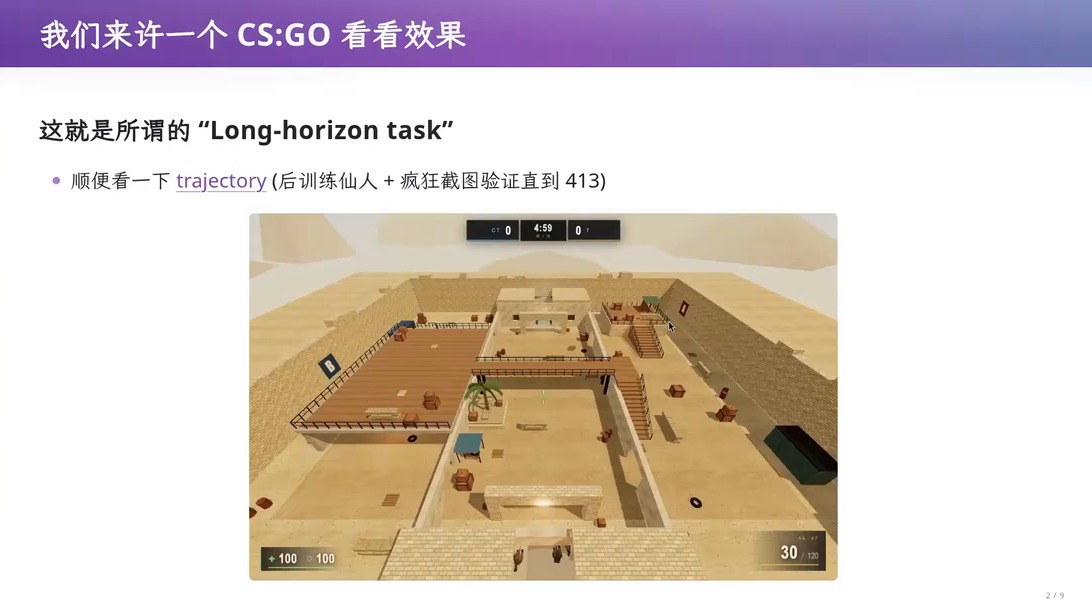 我们来许一个 CS:GO 看看效果
这就是所谓的 “Long-horizon task”
顺便看一下 trajectory (后训练仙人 + 疯狂截图验证直到 413)
CT 0 4:59 0 T
B
+ 100 100
30 / 120
2 / 9